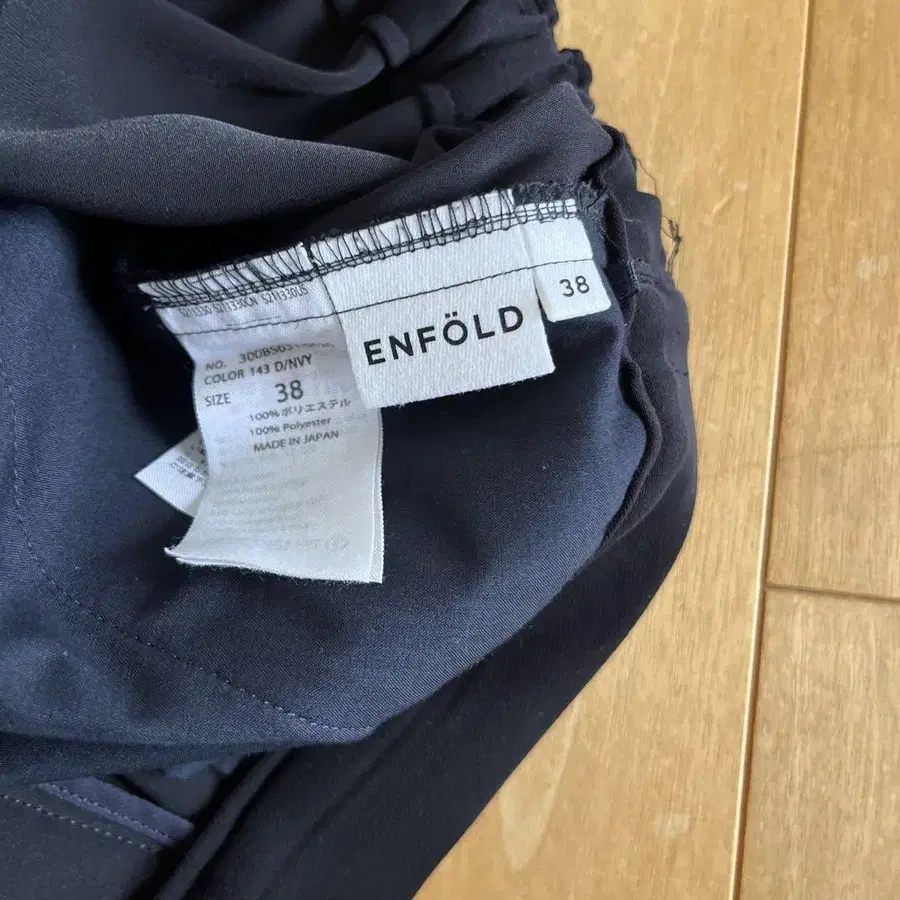 38
ENFÖLD
NO.
COLOR 143 D/NVY
SIZE 38
100%ポリエステル
100% Polyester
MADE IN JAPAN